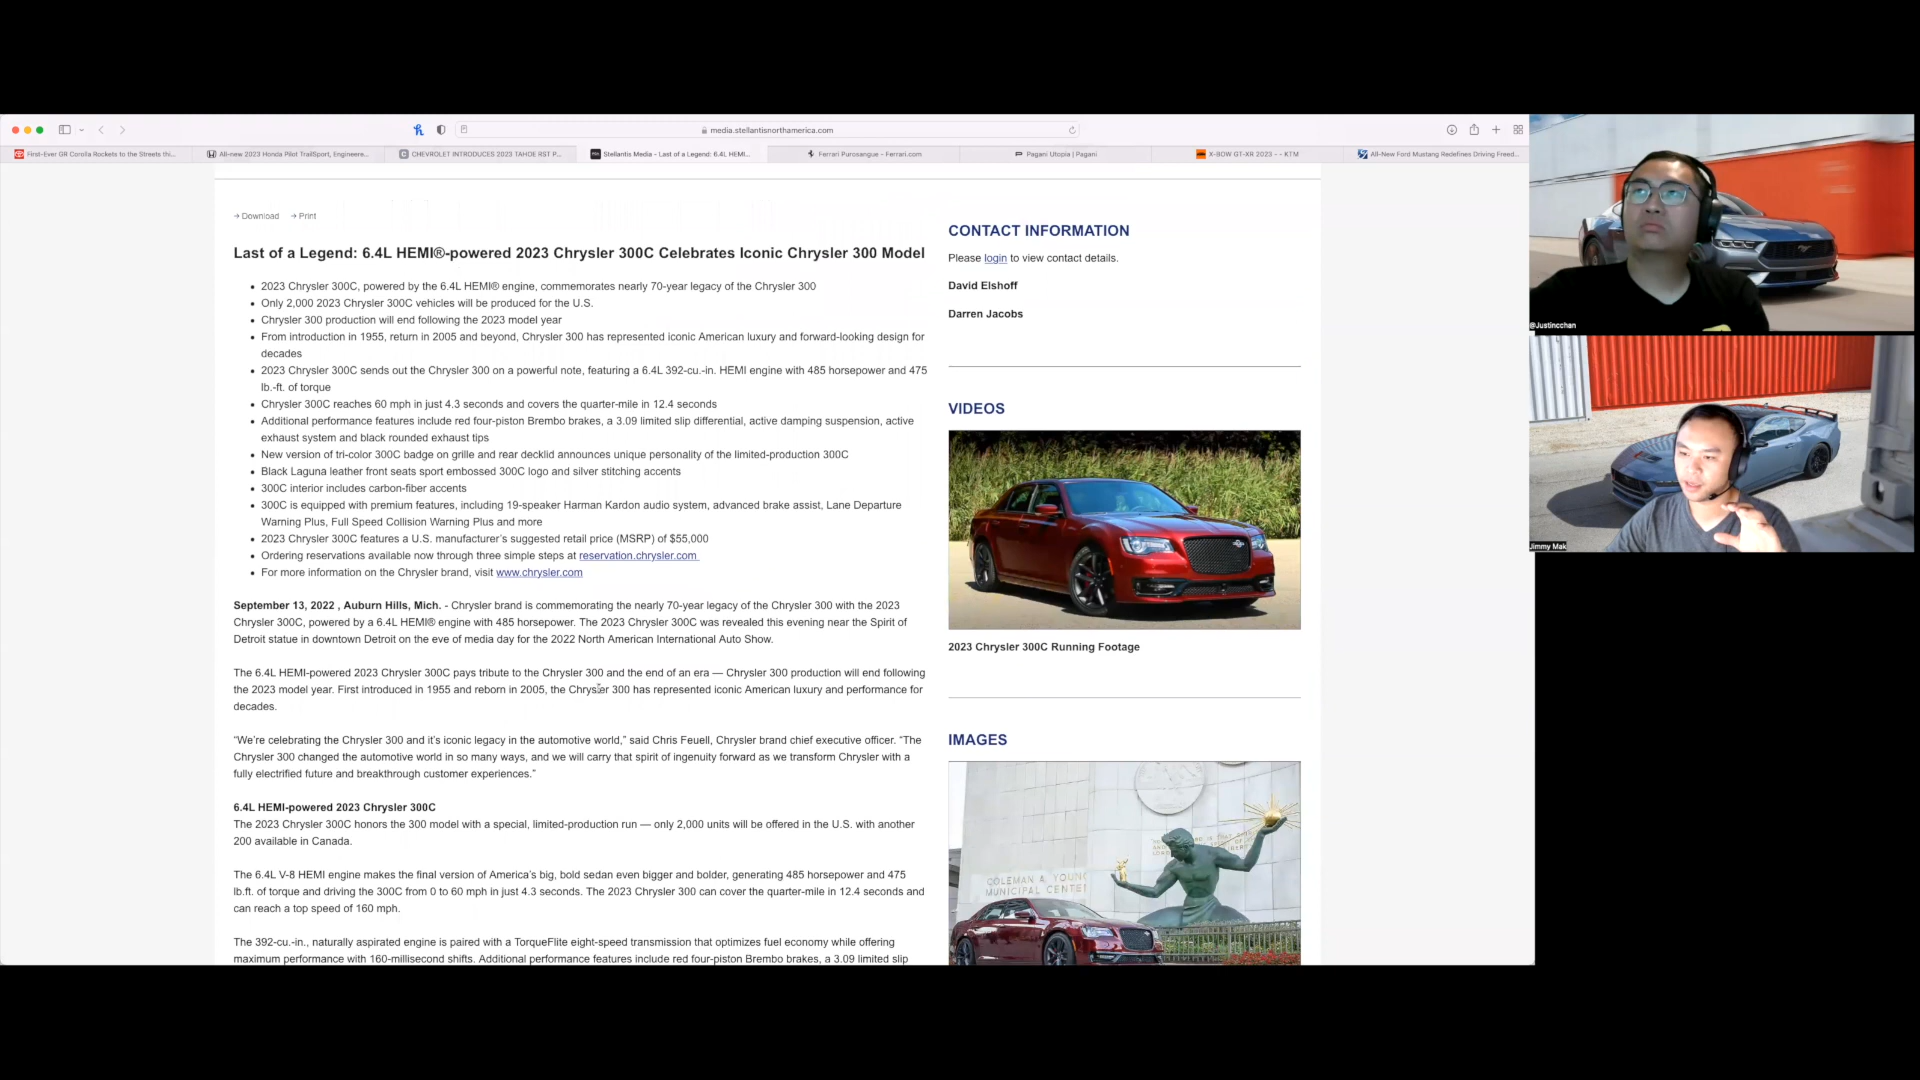 media.stellantisnorthamerica.com
First-Ever GR Corolla Rockets to the Streets thi...
All-new 2023 Honda Pilot TrailSport, Engineere...
CHEVROLET INTRODUCES 2023 TAHOE RST P...
Stellantis Media - Last of a Legend: 6.4L HEMI...
Ferrari Purosangue - Ferrari.com
Pagani Utopia | Pagani
X-BOW GT-XR 2023 - - KTM
All-New Ford Mustang Redefines Driving Freed...
→ Download → Print
Last of a Legend: 6.4L HEMI®-powered 2023 Chrysler 300C Celebrates Iconic Chrysler 300 Model
• 2023 Chrysler 300C, powered by the 6.4L HEMI® engine, commemorates nearly 70-year legacy of the Chrysler 300
• Only 2,000 2023 Chrysler 300C vehicles will be produced for the U.S.
• Chrysler 300 production will end following the 2023 model year
• From introduction in 1955, return in 2005 and beyond, Chrysler 300 has represented iconic American luxury and forward-looking design for
decades
• 2023 Chrysler 300C sends out the Chrysler 300 on a powerful note, featuring a 6.4L 392-cu.-in. HEMI engine with 485 horsepower and 475
lb.-ft. of torque
• Chrysler 300C reaches 60 mph in just 4.3 seconds and covers the quarter-mile in 12.4 seconds
• Additional performance features include red four-piston Brembo brakes, a 3.09 limited slip differential, active damping suspension, active
exhaust system and black rounded exhaust tips
• New version of tri-color 300C badge on grille and rear decklid announces unique personality of the limited-production 300C
• Black Laguna leather front seats sport embossed 300C logo and silver stitching accents
• 300C interior includes carbon-fiber accents
• 300C is equipped with premium features, including 19-speaker Harman Kardon audio system, advanced brake assist, Lane Departure
Warning Plus, Full Speed Collision Warning Plus and more
• 2023 Chrysler 300C features a U.S. manufacturer's suggested retail price (MSRP) of $55,000
• Ordering reservations available now through three simple steps at reservation.chrysler.com
• For more information on the Chrysler brand, visit www.chrysler.com
September 13, 2022 , Auburn Hills, Mich. - Chrysler brand is commemorating the nearly 70-year legacy of the Chrysler 300 with the 2023
Chrysler 300C, powered by a 6.4L HEMI® engine with 485 horsepower. The 2023 Chrysler 300C was revealed this evening near the Spirit of
Detroit statue in downtown Detroit on the eve of media day for the 2022 North American International Auto Show.
The 6.4L HEMI-powered 2023 Chrysler 300C pays tribute to the Chrysler 300 and the end of an era — Chrysler 300 production will end following
the 2023 model year. First introduced in 1955 and reborn in 2005, the Chrysler 300 has represented iconic American luxury and performance for
decades.
“We’re celebrating the Chrysler 300 and it’s iconic legacy in the automotive world,” said Chris Feuell, Chrysler brand chief executive officer. “The
Chrysler 300 changed the automotive world in so many ways, and we will carry that spirit of ingenuity forward as we transform Chrysler with a
fully electrified future and breakthrough customer experiences.”
6.4L HEMI-powered 2023 Chrysler 300C
The 2023 Chrysler 300C honors the 300 model with a special, limited-production run — only 2,000 units will be offered in the U.S. with another
200 available in Canada.
The 6.4L V-8 HEMI engine makes the final version of America’s big, bold sedan even bigger and bolder, generating 485 horsepower and 475
lb.ft. of torque and driving the 300C from 0 to 60 mph in just 4.3 seconds. The 2023 Chrysler 300 can cover the quarter-mile in 12.4 seconds and
can reach a top speed of 160 mph.
The 392-cu.-in., naturally aspirated engine is paired with a TorqueFlite eight-speed transmission that optimizes fuel economy while offering
maximum performance with 160-millisecond shifts. Additional performance features include red four-piston Brembo brakes, a 3.09 limited slip
CONTACT INFORMATION
Please login to view contact details.
David Elshoff
Darren Jacobs
VIDEOS
2023 Chrysler 300C Running Footage
IMAGES
COLEMAN A. YOUNG
MUNICIPAL CENTER
@Justincchan
Jimmy Mak